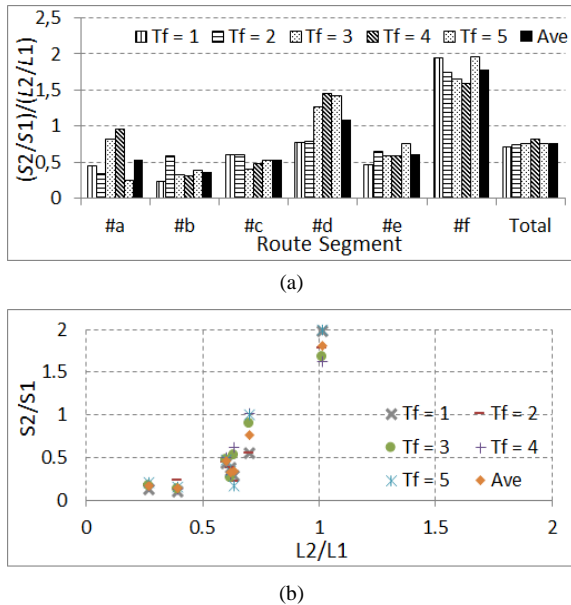 (S2/S1)/(L2/L1)
2,5
2
1,5
1
0,5
0
Tf = 1 Tf = 2 Tf = 3 Tf = 4 Tf = 5 Ave
#a #b #c #d #e #f Total
Route Segment
(a)
S2/S1
2
1.5
1
0.5
0
Tf = 1 Tf = 2
Tf = 3 Tf = 4
Tf = 5 Ave
0 0.5 1 1.5 2
L2/L1
(b)